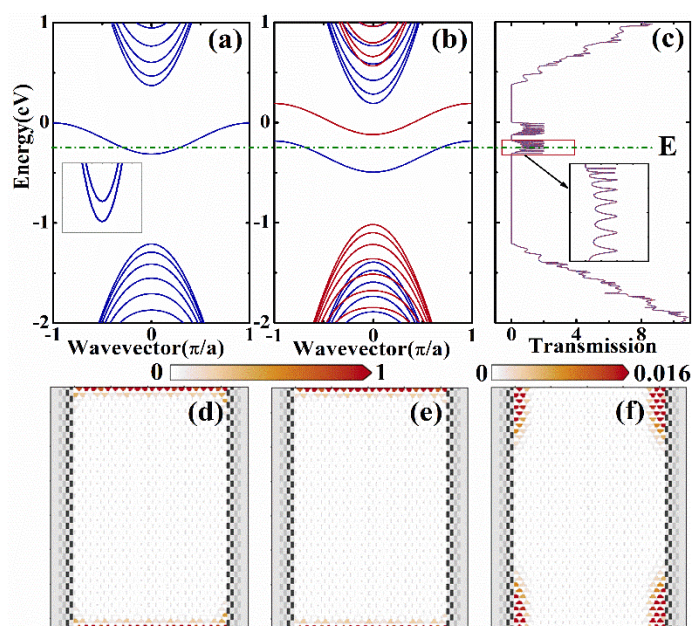 (a) (b) (c)
Energy(eV)
1
0
-1
-2
E
-1 0 1
-1 0 1
0 4 8
Wavevector(π/a) Wavevector(π/a) Transmission
0 1 0 0.016
(d) (e) (f)